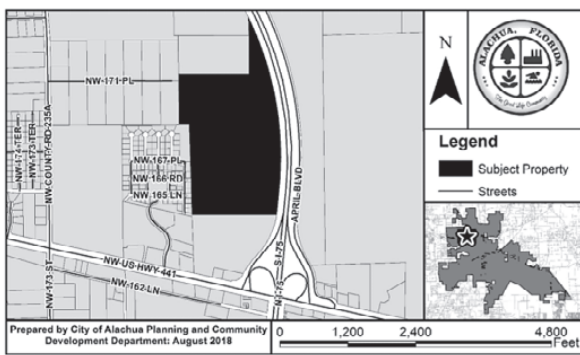 NW 171 PL
NW 174 TER
NW 173 TER
NW COUNTY RD 235A
NW 167 PL
NW 166 RD
NW 165 LN
APRIL BLVD
NW US HWY 441
NW 162 LN
NW 173 ST
N I 75
S I 75
N
ALACHUA, FLORIDA
The Good Life Community
Legend
Subject Property
Streets
Prepared by City of Alachua Planning and Community
Development Department: August 2018
0 1,200 2,400 4,800
Feet